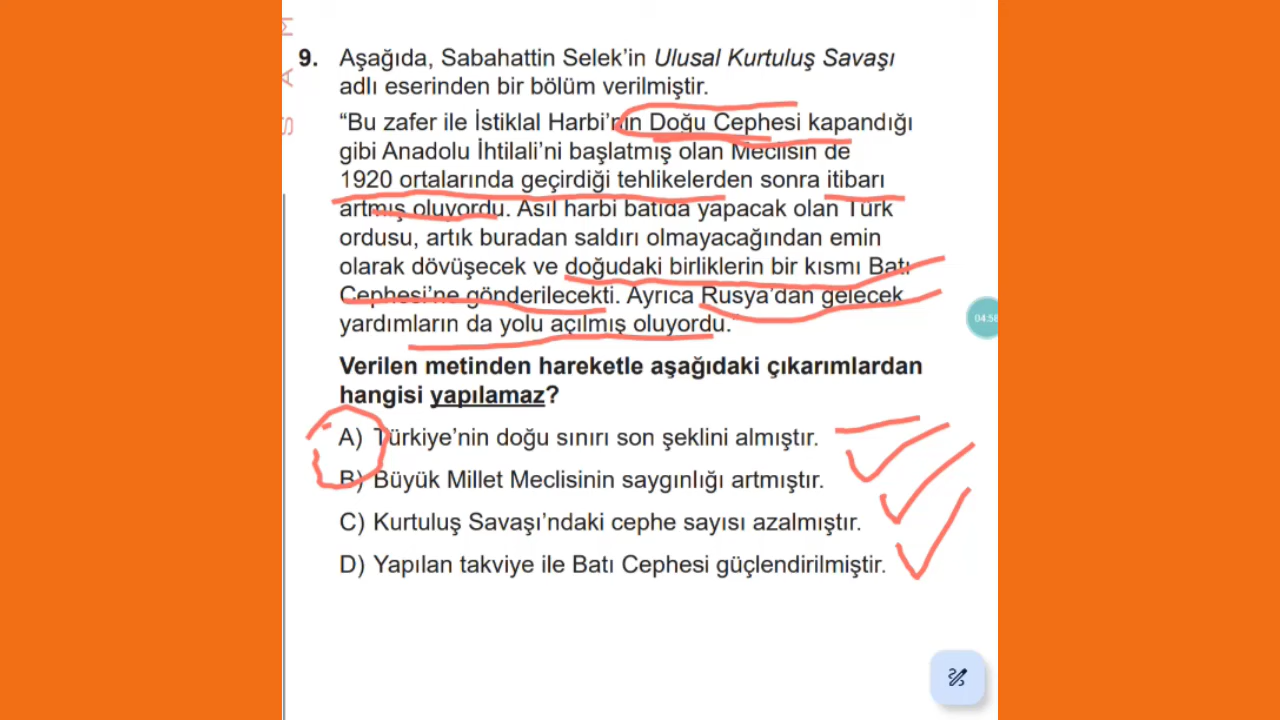 S A M
9. Aşağıda, Sabahattin Selek’in Ulusal Kurtuluş Savaşı
adlı eserinden bir bölüm verilmiştir.
“Bu zafer ile İstiklal Harbi’nin Doğu Cephesi kapandığı
gibi Anadolu İhtilali’ni başlatmış olan Meclisin de
1920 ortalarında geçirdiği tehlikelerden sonra itibarı
artmış oluyordu. Asıl harbi batıda yapacak olan Türk
ordusu, artık buradan saldırı olmayacağından emin
olarak dövüşecek ve doğudaki birliklerin bir kısmı Batı
Cephesi’ne gönderilecekti. Ayrıca Rusya’dan gelecek
yardımların da yolu açılmış oluyordu.”
04:58
Verilen metinden hareketle aşağıdaki çıkarımlardan
hangisi yapılamaz?
A) Türkiye’nin doğu sınırı son şeklini almıştır.
B) Büyük Millet Meclisinin saygınlığı artmıştır.
C) Kurtuluş Savaşı’ndaki cephe sayısı azalmıştır.
D) Yapılan takviye ile Batı Cephesi güçlendirilmiştir.